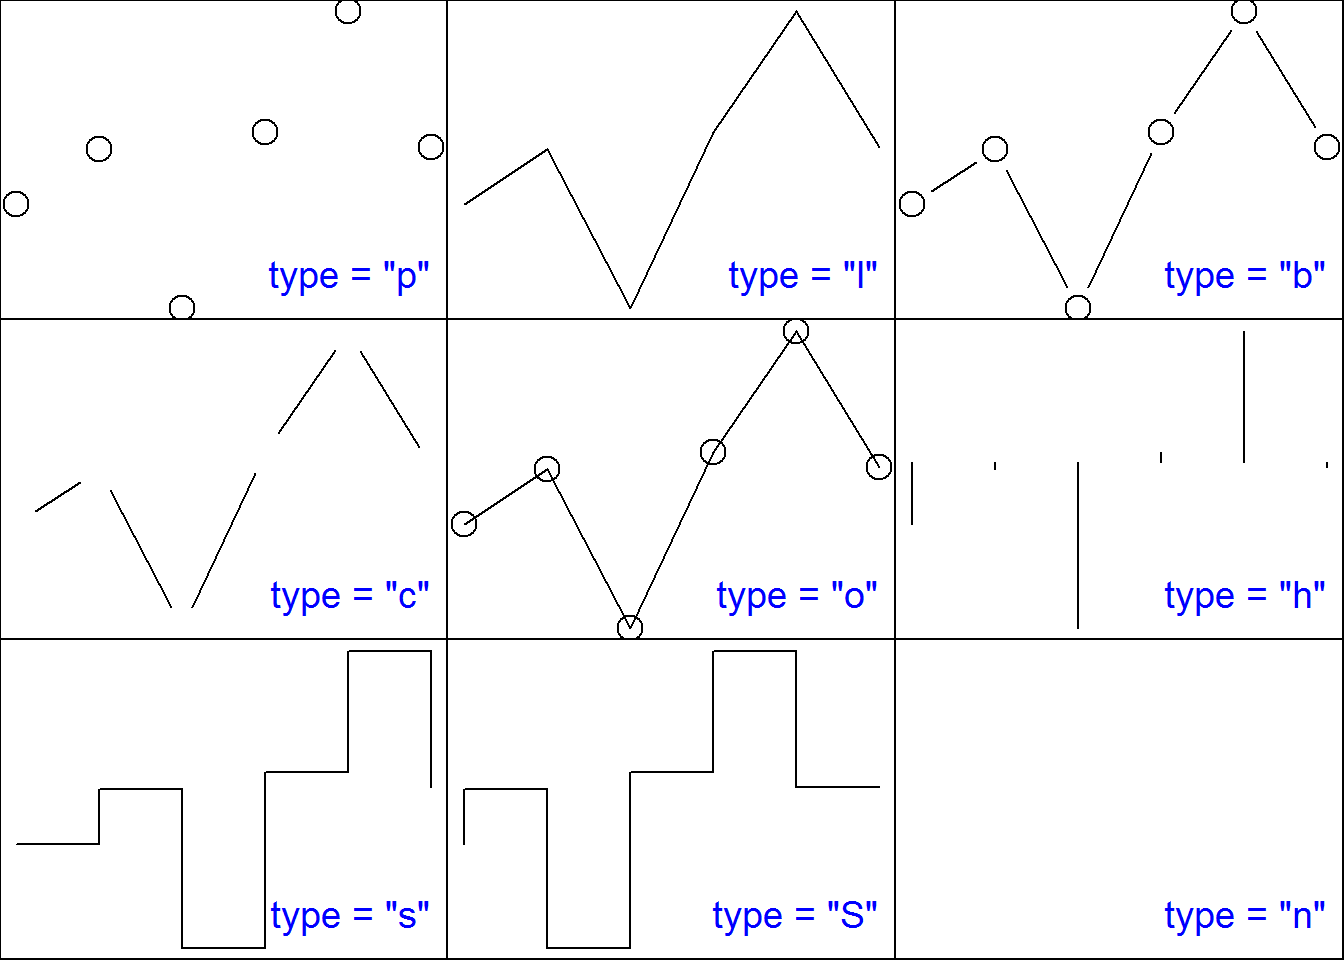 type = "p"
type = "l"
type = "b"
type = "c"
type = "o"
type = "h"
type = "s"
type = "S"
type = "n"